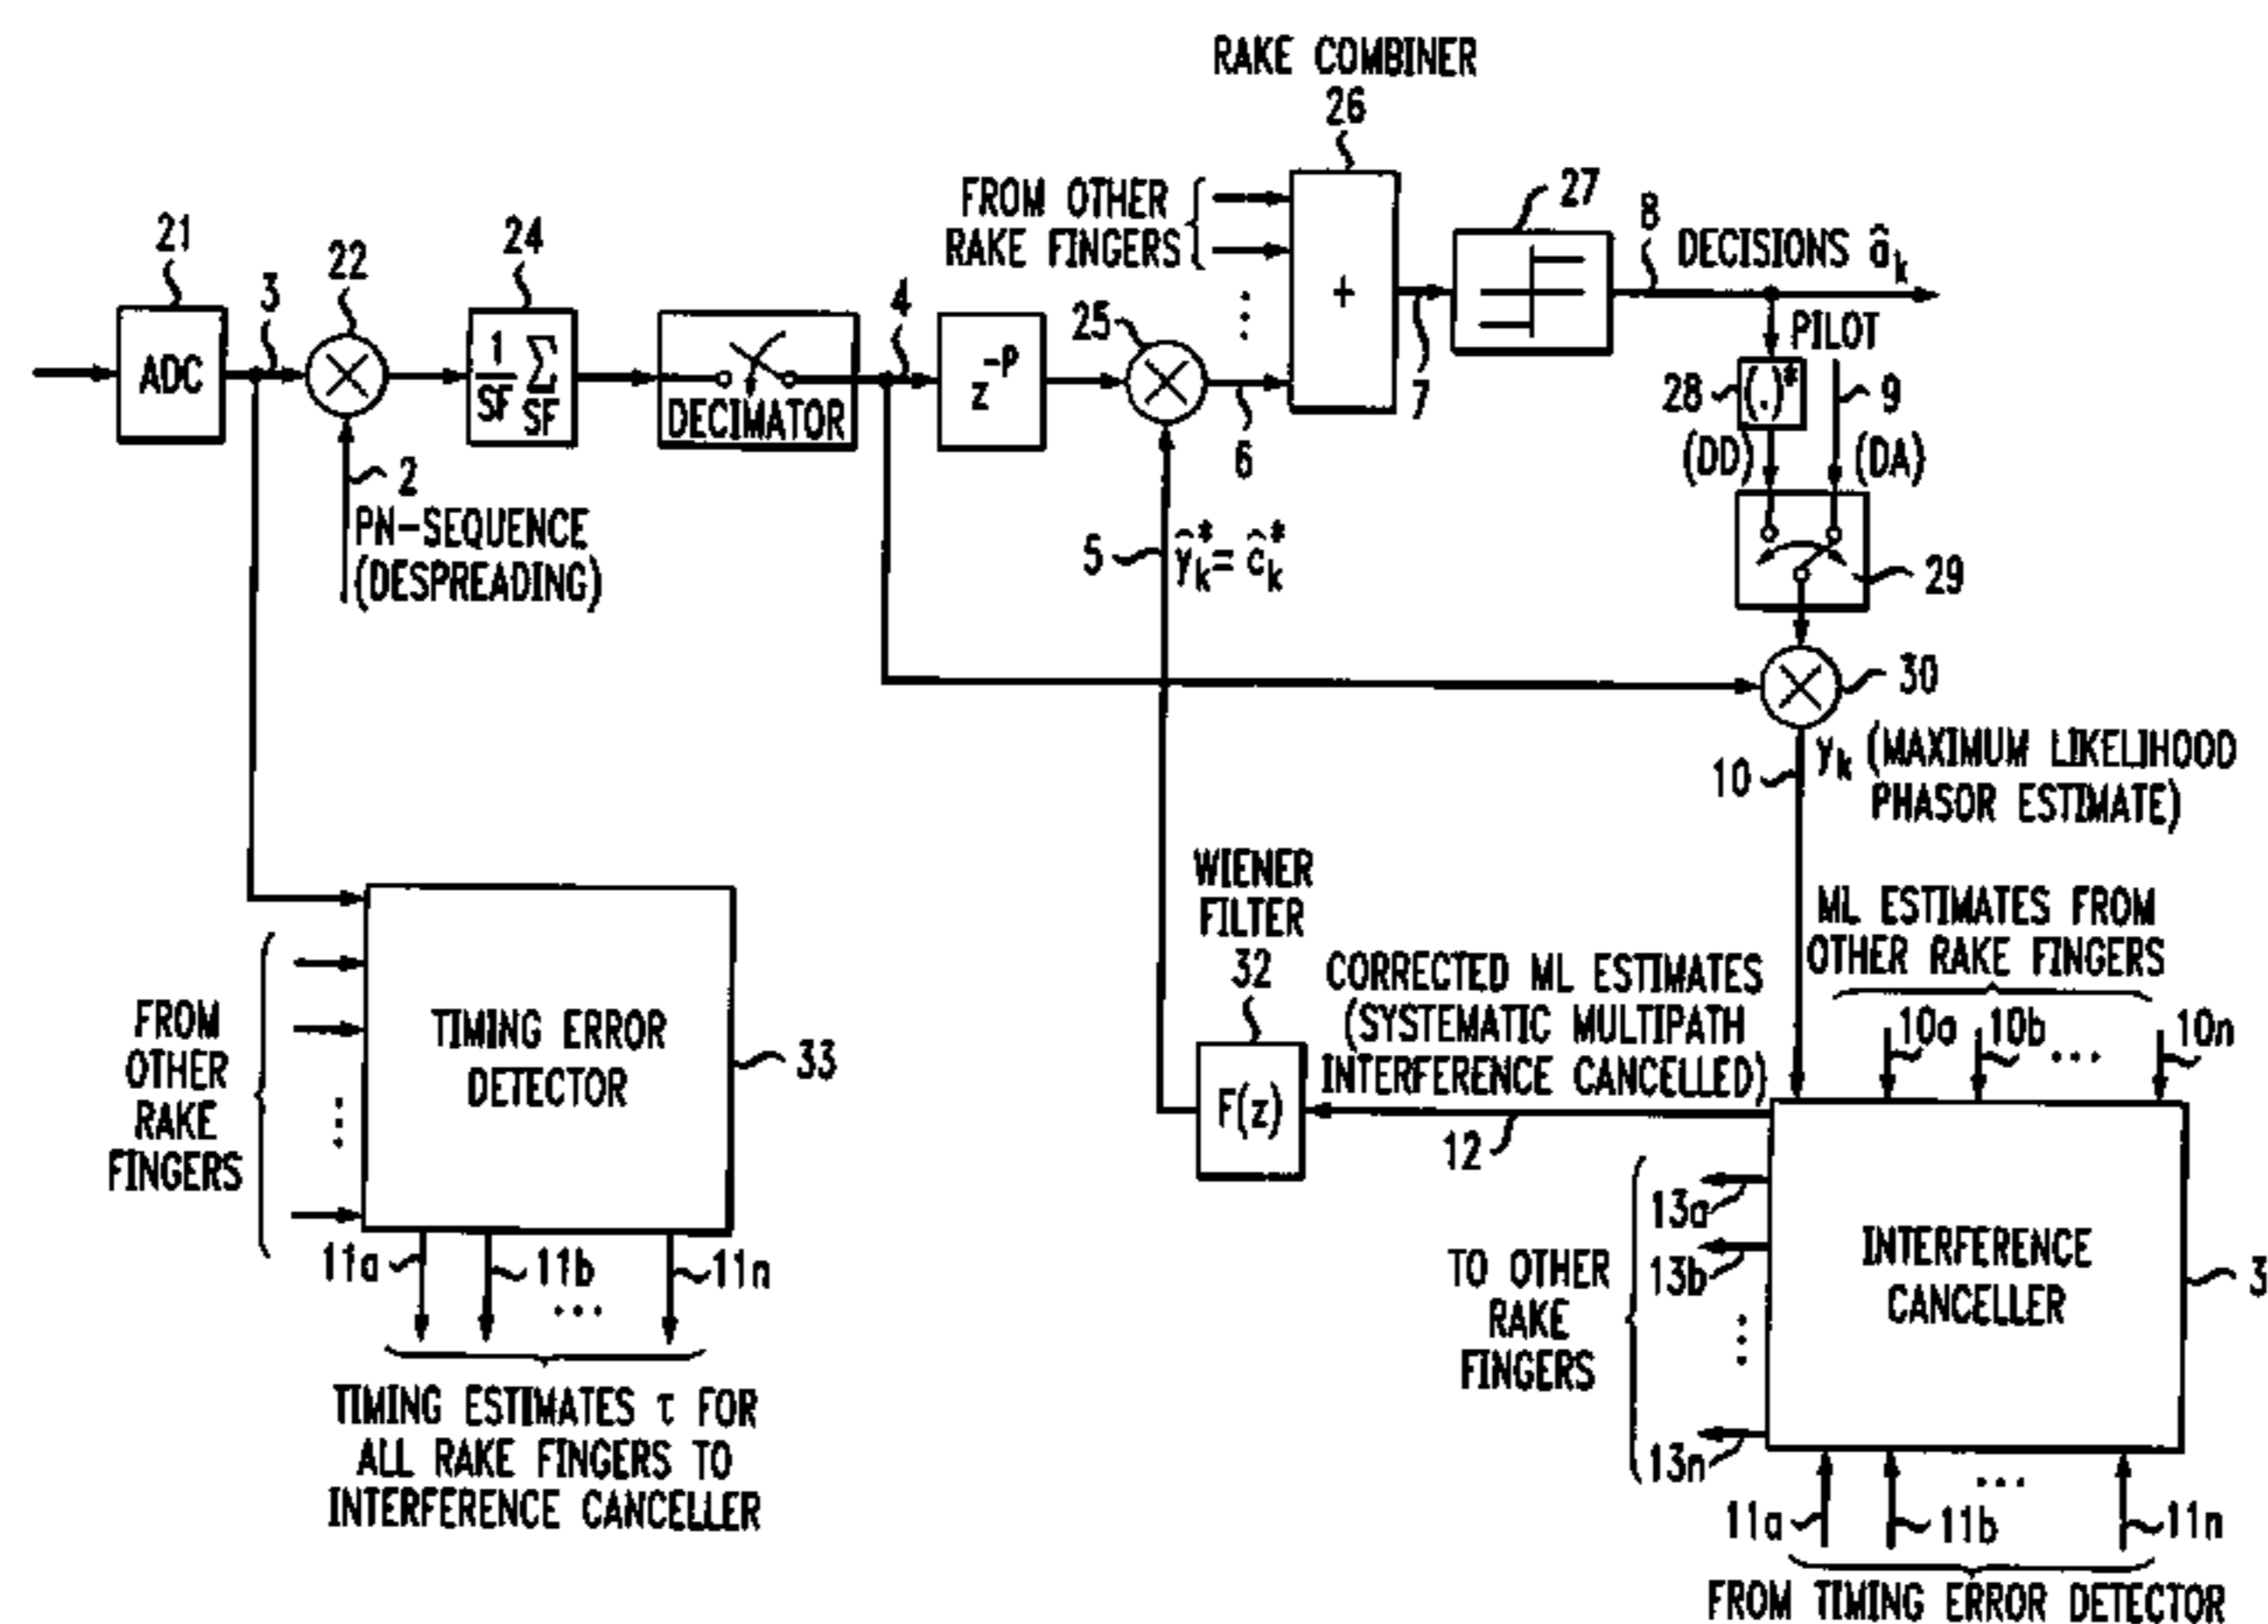 RAKE COMBINER
26
FROM OTHER
RAKE FINGERS
27
8
DECISIONS â_k
21
3
22
24
4
25
ADC
1/SF Σ SF
DECIMATOR
z^-P
+
6
7
PILOT
28
(.)*
9
(DD)
(DA)
2
PN-SEQUENCE
(DESPREADING)
5
ŷ*_k = ĉ*_k
29
30
10
y_k (MAXIMUM LIKELIHOOD
PHASOR ESTIMATE)
WIENER
FILTER
32
F(z)
CORRECTED ML ESTIMATES
(SYSTEMATIC MULTIPATH
INTERFERENCE CANCELLED)
12
ML ESTIMATES FROM
OTHER RAKE FINGERS
10a
10b
...
10n
FROM
OTHER
RAKE
FINGERS
TIMING ERROR
DETECTOR
33
11a
11b
...
11n
TIMING ESTIMATES τ FOR
ALL RAKE FINGERS TO
INTERFERENCE CANCELLER
13a
13b
13n
TO OTHER
RAKE
FINGERS
INTERFERENCE
CANCELLER
3
11a
11b
...
11n
FROM TIMING ERROR DETECTOR